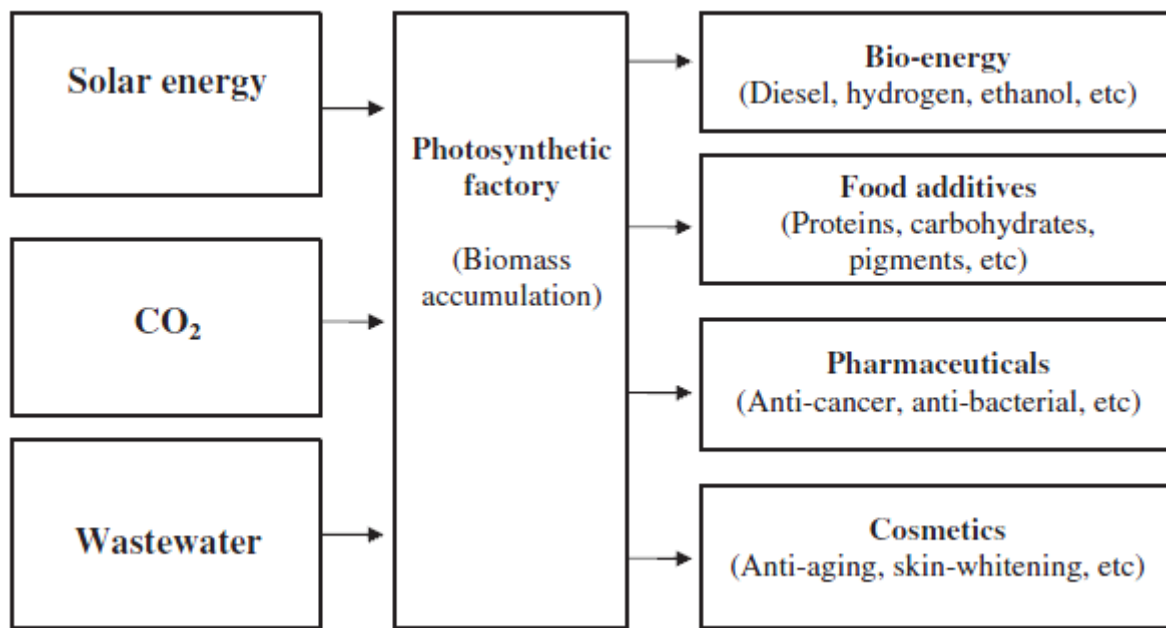 Solar energy
CO₂
Wastewater
Photosynthetic
factory
(Biomass
accumulation)
Bio-energy
(Diesel, hydrogen, ethanol, etc)
Food additives
(Proteins, carbohydrates,
pigments, etc)
Pharmaceuticals
(Anti-cancer, anti-bacterial, etc)
Cosmetics
(Anti-aging, skin-whitening, etc)